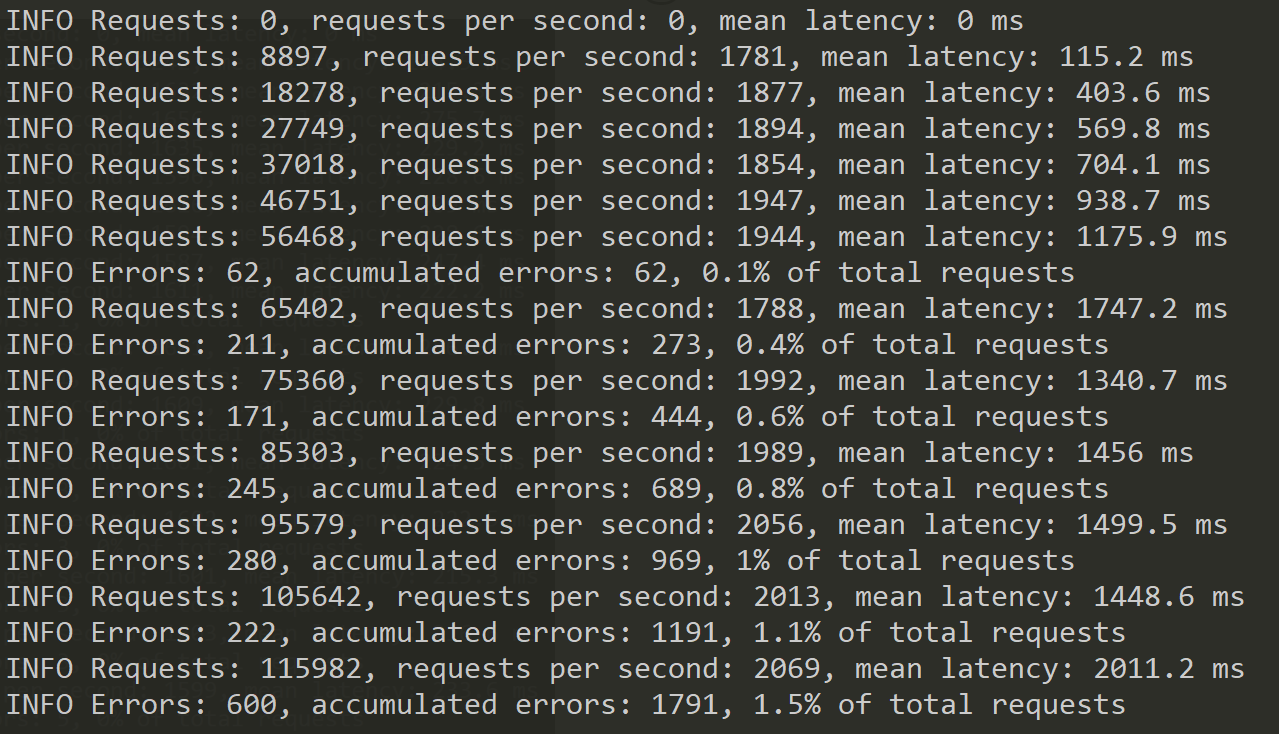 INFO Requests: 0, requests per second: 0, mean latency: 0 ms
INFO Requests: 8897, requests per second: 1781, mean latency: 115.2 ms
INFO Requests: 18278, requests per second: 1877, mean latency: 403.6 ms
INFO Requests: 27749, requests per second: 1894, mean latency: 569.8 ms
INFO Requests: 37018, requests per second: 1854, mean latency: 704.1 ms
INFO Requests: 46751, requests per second: 1947, mean latency: 938.7 ms
INFO Requests: 56468, requests per second: 1944, mean latency: 1175.9 ms
INFO Errors: 62, accumulated errors: 62, 0.1% of total requests
INFO Requests: 65402, requests per second: 1788, mean latency: 1747.2 ms
INFO Errors: 211, accumulated errors: 273, 0.4% of total requests
INFO Requests: 75360, requests per second: 1992, mean latency: 1340.7 ms
INFO Errors: 171, accumulated errors: 444, 0.6% of total requests
INFO Requests: 85303, requests per second: 1989, mean latency: 1456 ms
INFO Errors: 245, accumulated errors: 689, 0.8% of total requests
INFO Requests: 95579, requests per second: 2056, mean latency: 1499.5 ms
INFO Errors: 280, accumulated errors: 969, 1% of total requests
INFO Requests: 105642, requests per second: 2013, mean latency: 1448.6 ms
INFO Errors: 222, accumulated errors: 1191, 1.1% of total requests
INFO Requests: 115982, requests per second: 2069, mean latency: 2011.2 ms
INFO Errors: 600, accumulated errors: 1791, 1.5% of total requests